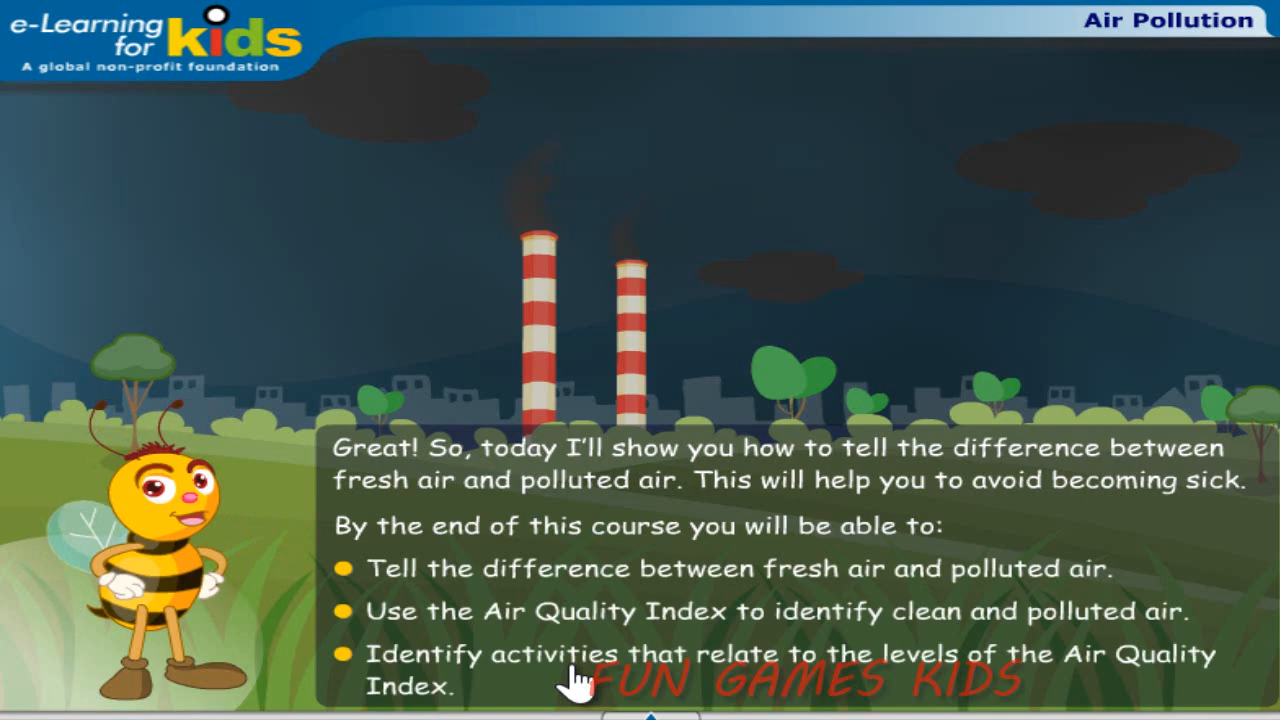 e-Learning
for kids
A global non-profit foundation
Air Pollution
Great! So, today I'll show you how to tell the difference between
fresh air and polluted air. This will help you to avoid becoming sick.
By the end of this course you will be able to:
Tell the difference between fresh air and polluted air.
Use the Air Quality Index to identify clean and polluted air.
Identify activities that relate to the levels of the Air Quality
Index.
FUN GAMES KIDS